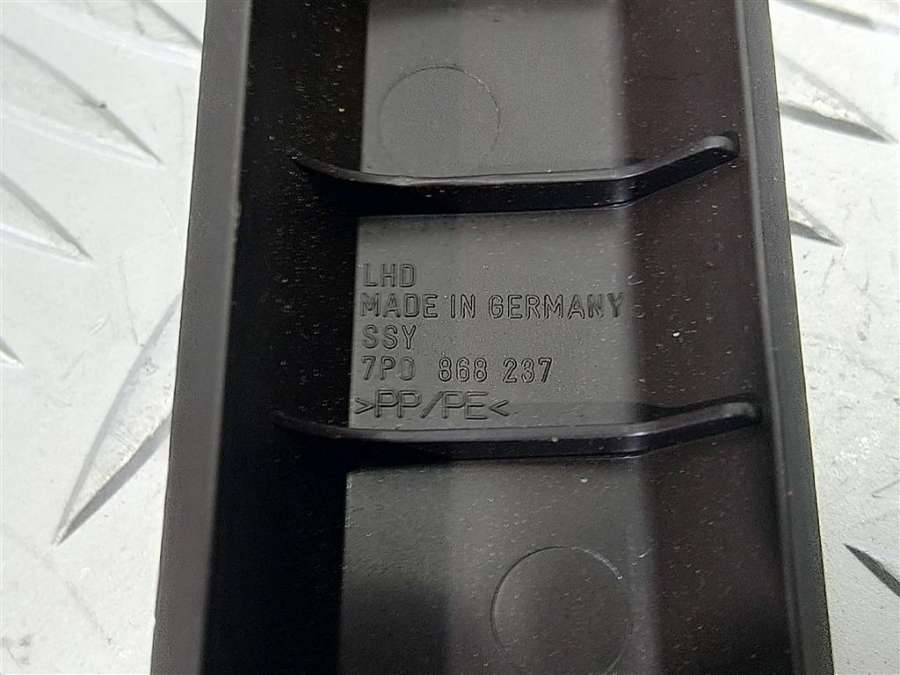 LHD
MADE IN GERMANY
SSY
7P0 868 237
>PP/PE<